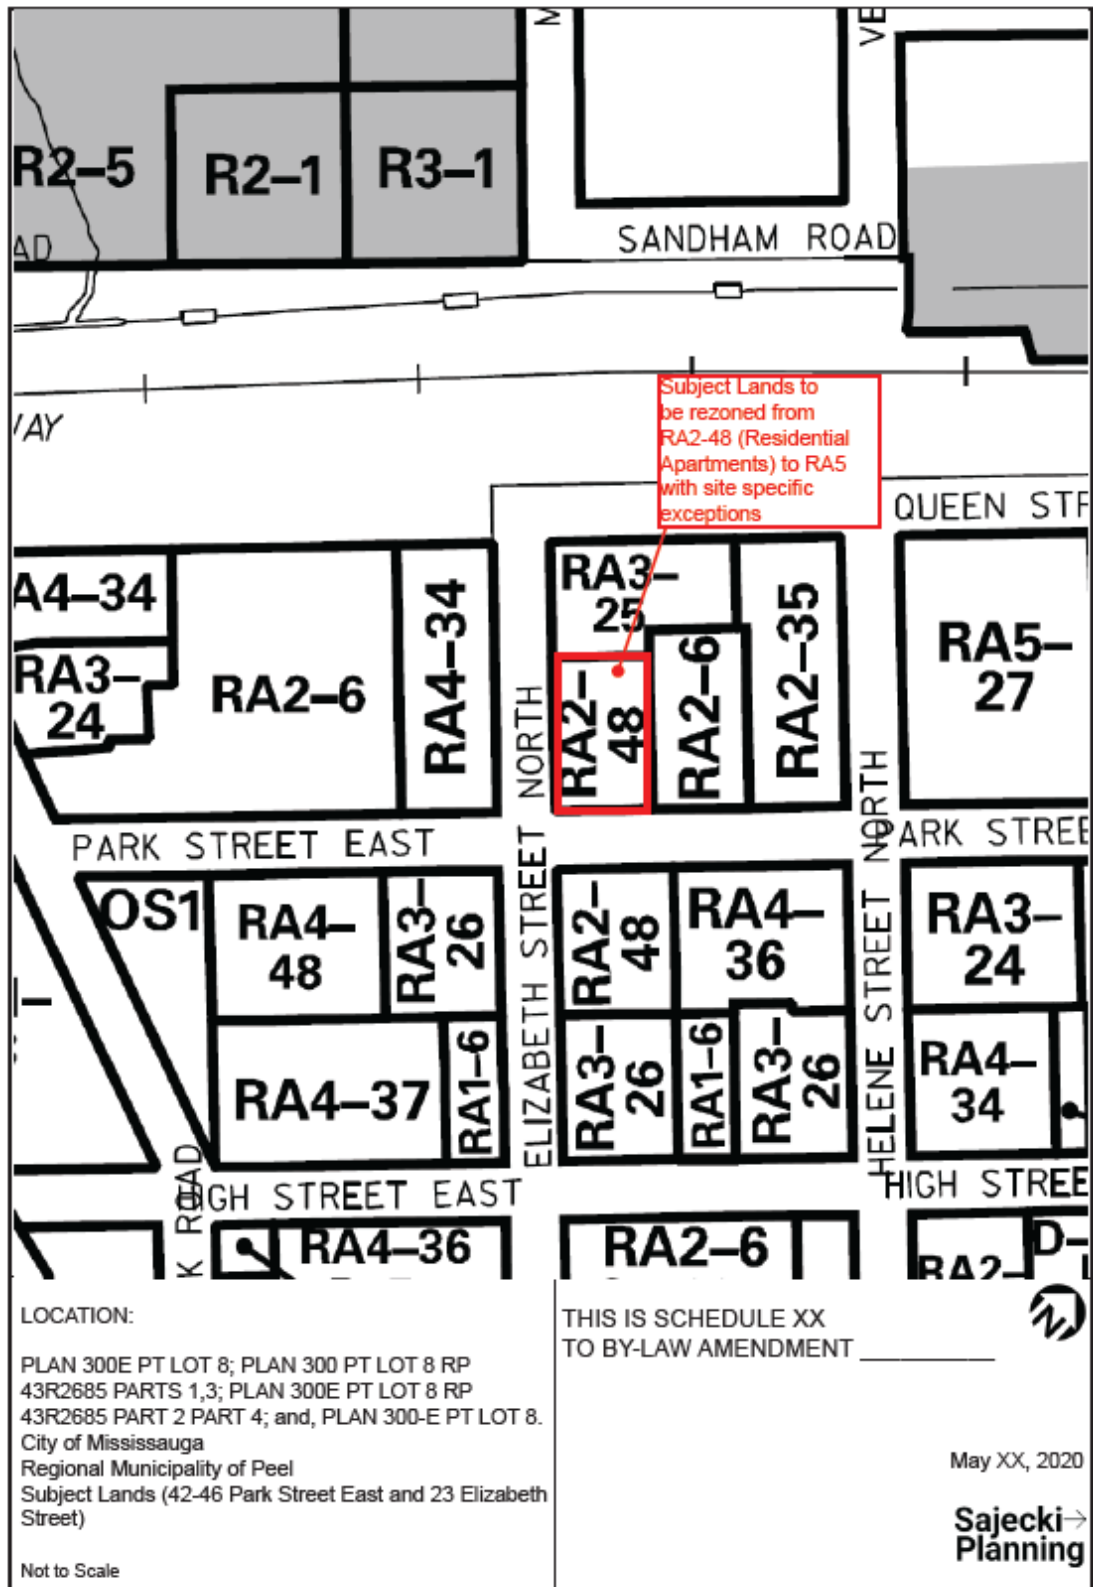 M
VE
R2–5
R2–1
R3–1
AD
SANDHAM ROAD
WAY
Subject Lands to
be rezoned from
RA2-48 (Residential
Apartments) to RA5
with site specific
exceptions
QUEEN STR
A4–34
RA3–
24
RA2–6
RA4–34
RA3–
25
RA2–
48
RA2–6
RA2–35
RA5–
27
PARK STREET EAST
ELIZABETH STREET NORTH
HELENE STREET NORTH
PARK STREE
OS1
RA4–
48
RA3–
26
RA2–
48
RA4–
36
RA3–
24
RA4–37
RA1–6
RA3–
26
RA1–6
RA3–
26
RA4–
34
K ROAD
HIGH STREET EAST
HIGH STREE
RA4–36
RA2–6
RA2–
D–
LOCATION:
PLAN 300E PT LOT 8; PLAN 300 PT LOT 8 RP
43R2685 PARTS 1,3; PLAN 300E PT LOT 8 RP
43R2685 PART 2 PART 4; and, PLAN 300-E PT LOT 8.
City of Mississauga
Regional Municipality of Peel
Subject Lands (42-46 Park Street East and 23 Elizabeth
Street)
Not to Scale
THIS IS SCHEDULE XX
TO BY-LAW AMENDMENT ___________
N
May XX, 2020
Sajecki
Planning